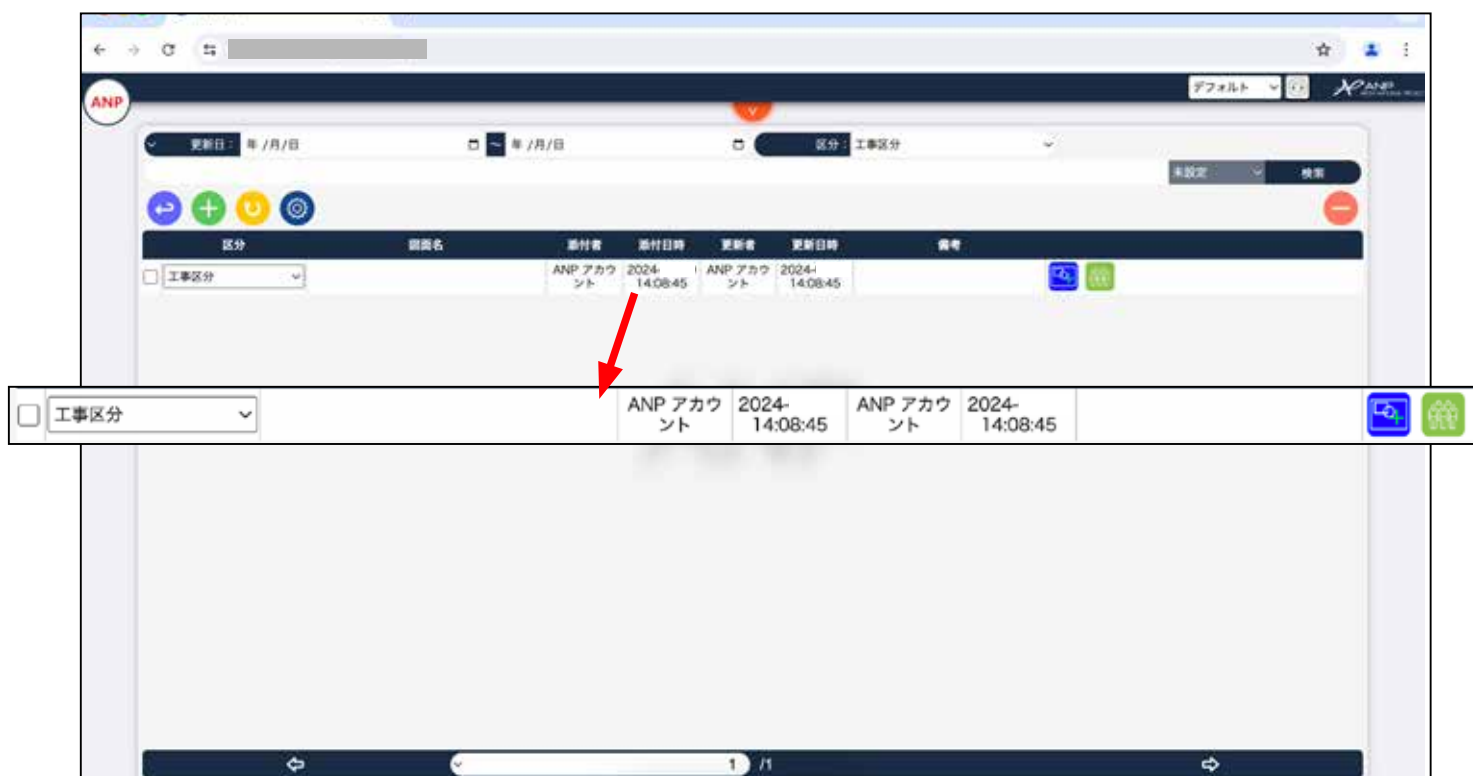 ANP
デフォルト
ANP
更新日： 年 /月/日 ～ 年 /月/日 区分： 工事区分
未設定 検索
区分 図面名 添付者 添付日時 更新者 更新日時 備考
工事区分 ANP アカウ 2024- ANP アカウ 2024-
ント 14:08:45 ント 14:08:45
工事区分 ANP アカウ 2024- ANP アカウ 2024-
ント 14:08:45 ント 14:08:45
1 /1